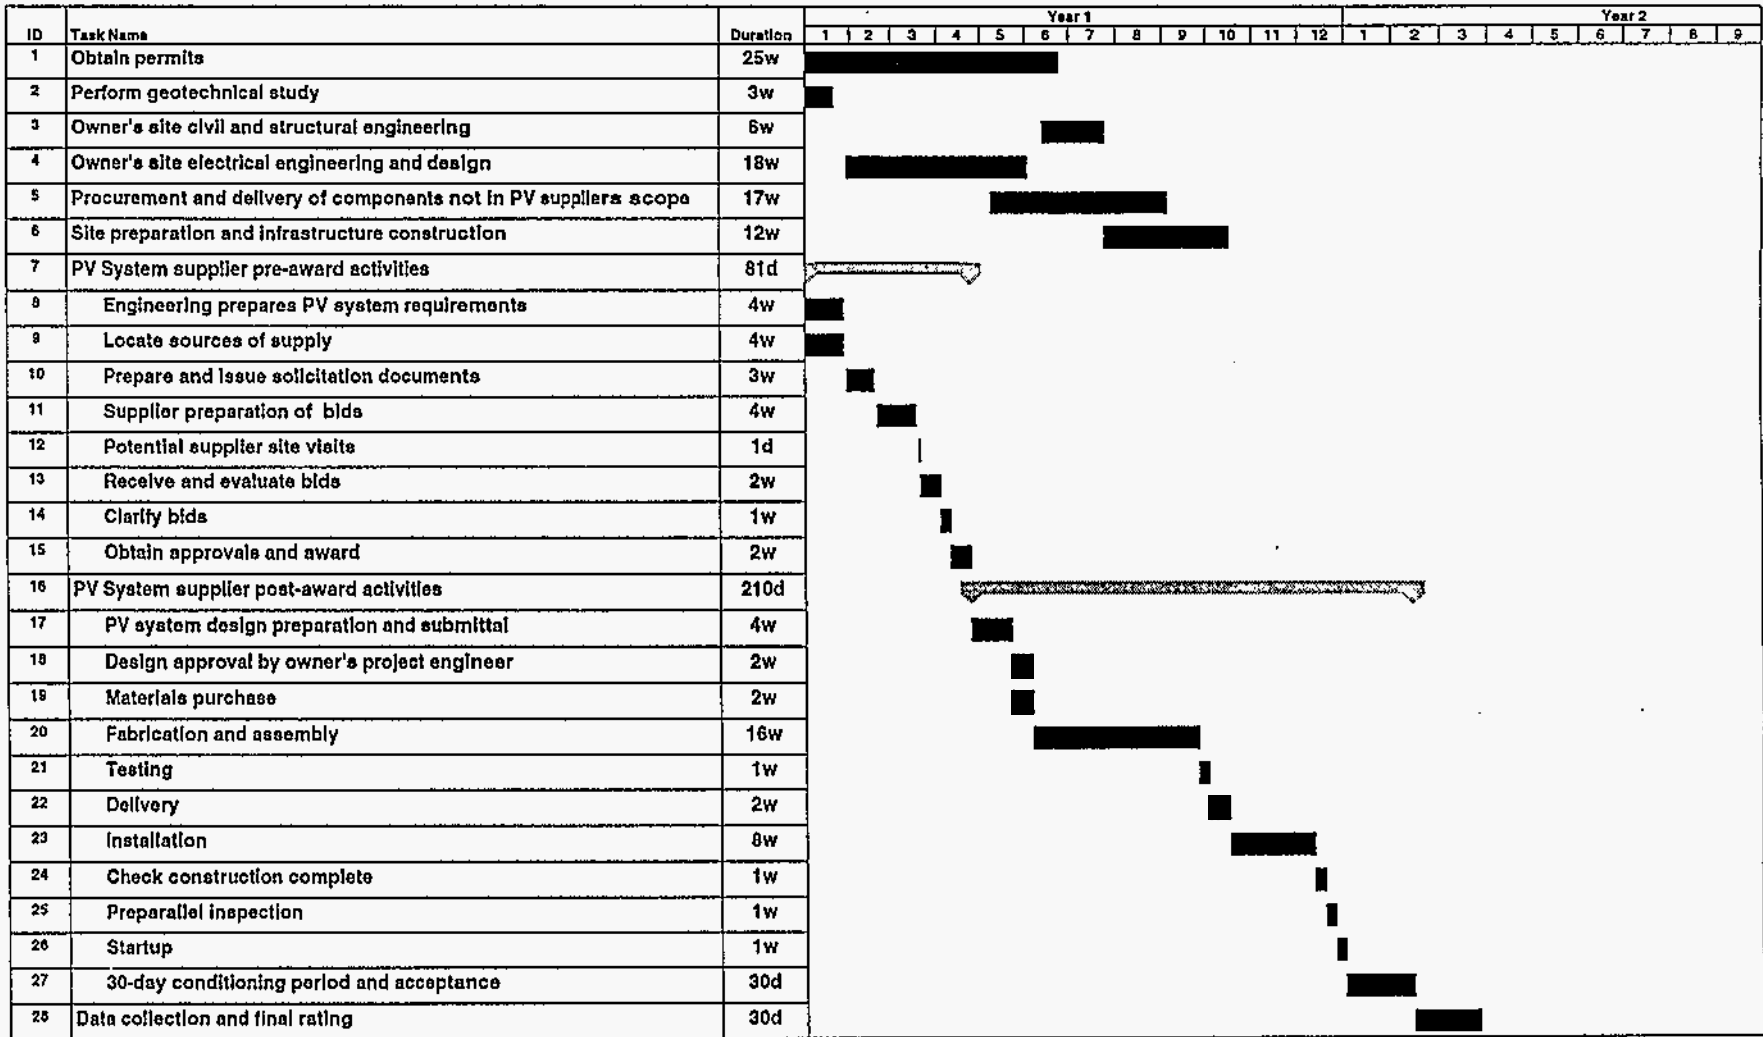 Year 1 Year 2
ID Task Name Duration 1 2 3 4 5 6 7 8 9 10 11 12 1 2 3 4 5 6 7 8 9
1 Obtain permits 25w
2 Perform geotechnical study 3w
3 Owner's site civil and structural engineering 6w
4 Owner's site electrical engineering and design 18w
5 Procurement and delivery of components not in PV suppliers scope 17w
6 Site preparation and infrastructure construction 12w
7 PV System supplier pre-award activities 81d
8 Engineering prepares PV system requirements 4w
9 Locate sources of supply 4w
10 Prepare and issue solicitation documents 3w
11 Supplier preparation of bids 4w
12 Potential supplier site visits 1d
13 Receive and evaluate bids 2w
14 Clarify bids 1w
15 Obtain approvals and award 2w
16 PV System supplier post-award activities 210d
17 PV system design preparation and submittal 4w
18 Design approval by owner's project engineer 2w
19 Materials purchase 2w
20 Fabrication and assembly 16w
21 Testing 1w
22 Delivery 2w
23 Installation 8w
24 Check construction complete 1w
25 Preparallel inspection 1w
26 Startup 1w
27 30-day conditioning period and acceptance 30d
28 Data collection and final rating 30d